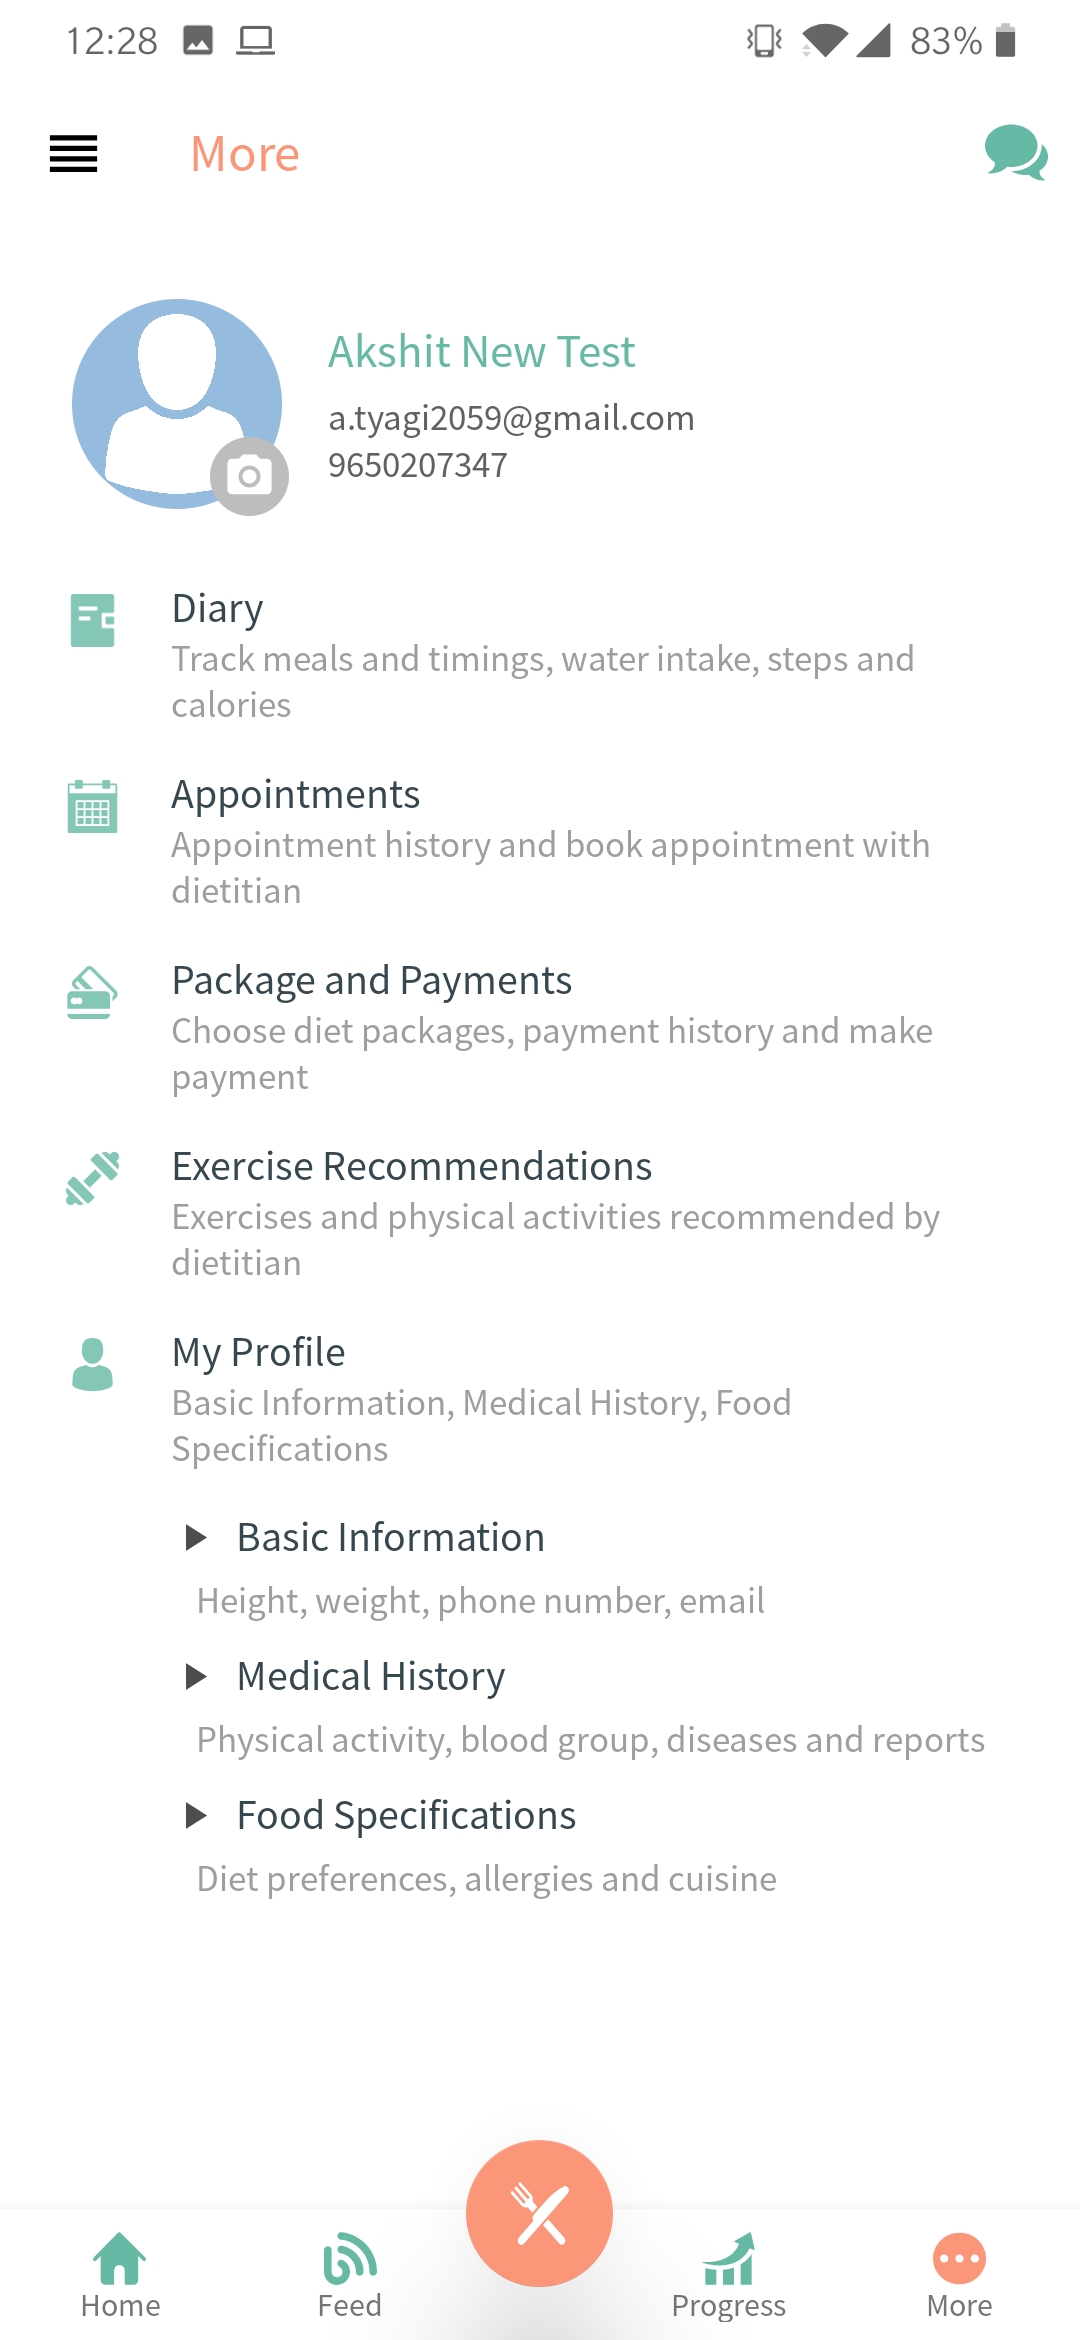 12:28
83%
More
Akshit New Test
a.tyagi2059@gmail.com
9650207347
Diary
Track meals and timings, water intake, steps and
calories
Appointments
Appointment history and book appointment with
dietitian
Package and Payments
Choose diet packages, payment history and make
payment
Exercise Recommendations
Exercises and physical activities recommended by
dietitian
My Profile
Basic Information, Medical History, Food
Specifications
Basic Information
Height, weight, phone number, email
Medical History
Physical activity, blood group, diseases and reports
Food Specifications
Diet preferences, allergies and cuisine
Home
Feed
Progress
More